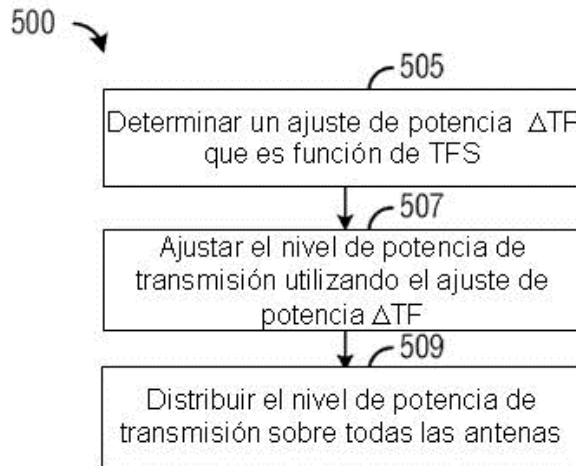 500
505
Determinar un ajuste de potencia ΔTF
que es función de TFS
507
Ajustar el nivel de potencia de
transmisión utilizando el ajuste de
potencia ΔTF
509
Distribuir el nivel de potencia de
transmisión sobre todas las antenas